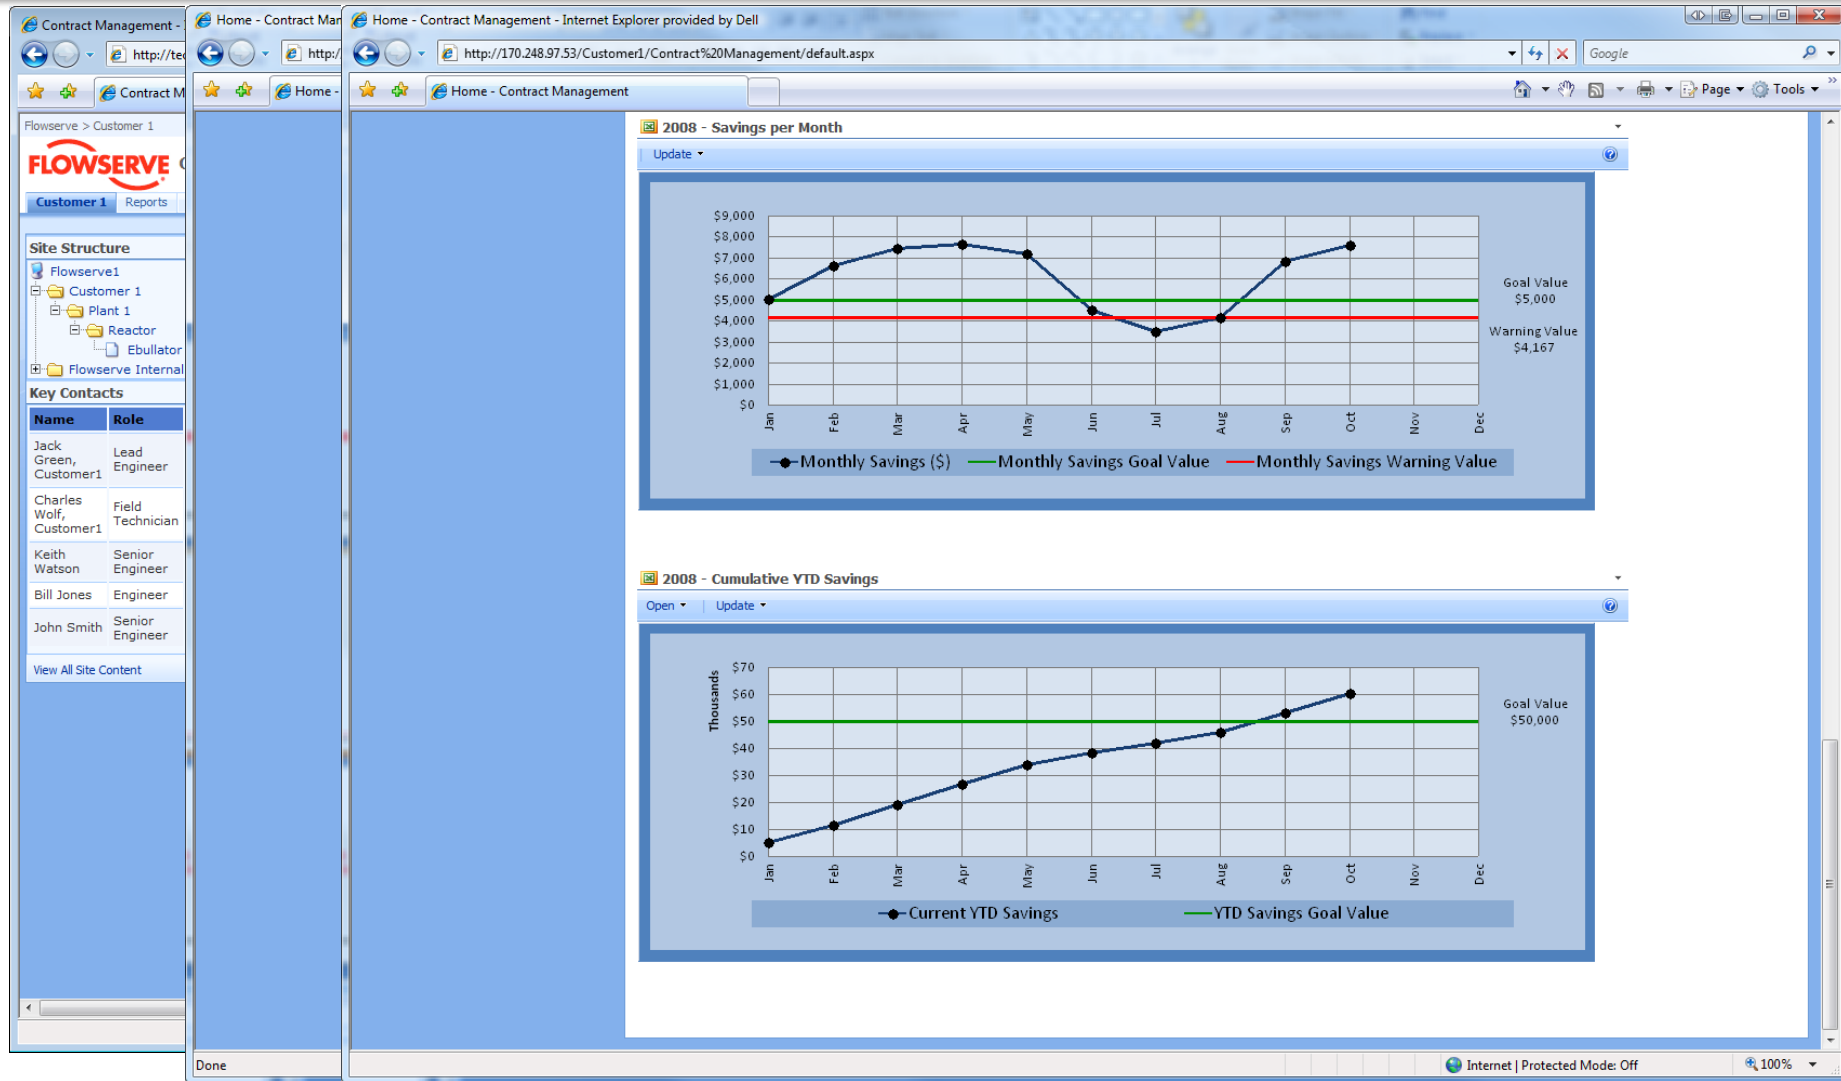 Contract Management -
Home - Contract Mar
Home - Contract Management - Internet Explorer provided by Dell
http://tec
http:/
http://170.248.97.53/Customer1/Contract%20Management/default.aspx
Google
Contract M
Home -
Home - Contract Management
Page
Tools
Flowserve > Customer 1
FLOWSERVE
Customer 1
Reports
Site Structure
Flowserve1
Customer 1
Plant 1
Reactor
Ebullator
Flowserve Internal
Key Contacts
Name Role
Jack Green, Customer1 Lead Engineer
Charles Wolf, Customer1 Field Technician
Keith Watson Senior Engineer
Bill Jones Engineer
John Smith Senior Engineer
View All Site Content
2008 - Savings per Month
Update
$9,000
$8,000
$7,000
$6,000
$5,000
$4,000
$3,000
$2,000
$1,000
$0
Jan Feb Mar Apr May Jun Jul Aug Sep Oct Nov Dec
Goal Value
$5,000
Warning Value
$4,167
Monthly Savings ($) Monthly Savings Goal Value Monthly Savings Warning Value
2008 - Cumulative YTD Savings
Open Update
Thousands
$70
$60
$50
$40
$30
$20
$10
$0
Jan Feb Mar Apr May Jun Jul Aug Sep Oct Nov Dec
Goal Value
$50,000
Current YTD Savings YTD Savings Goal Value
Done
Internet | Protected Mode: Off
100%